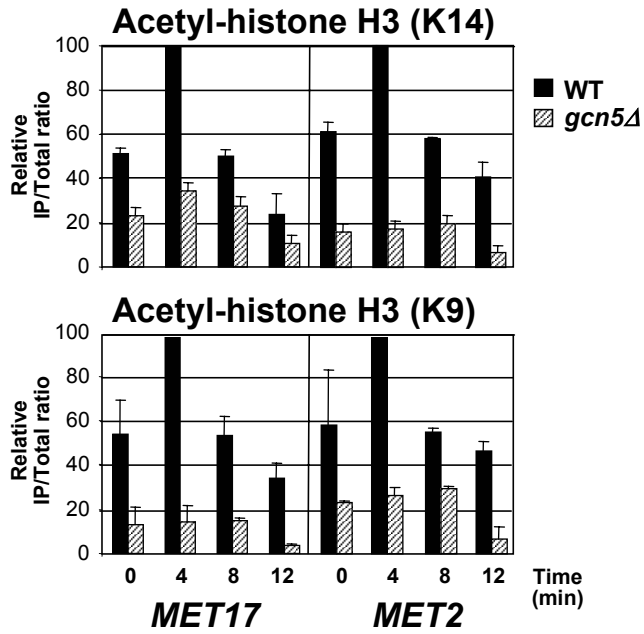 Acetyl-histone H3 (K14)
Relative
IP/Total ratio
100
80
60
40
20
0
WT
gcn5Δ
Acetyl-histone H3 (K9)
Relative
IP/Total ratio
100
80
60
40
20
0
0 4 8 12 0 4 8 12 Time
(min)
MET17 MET2